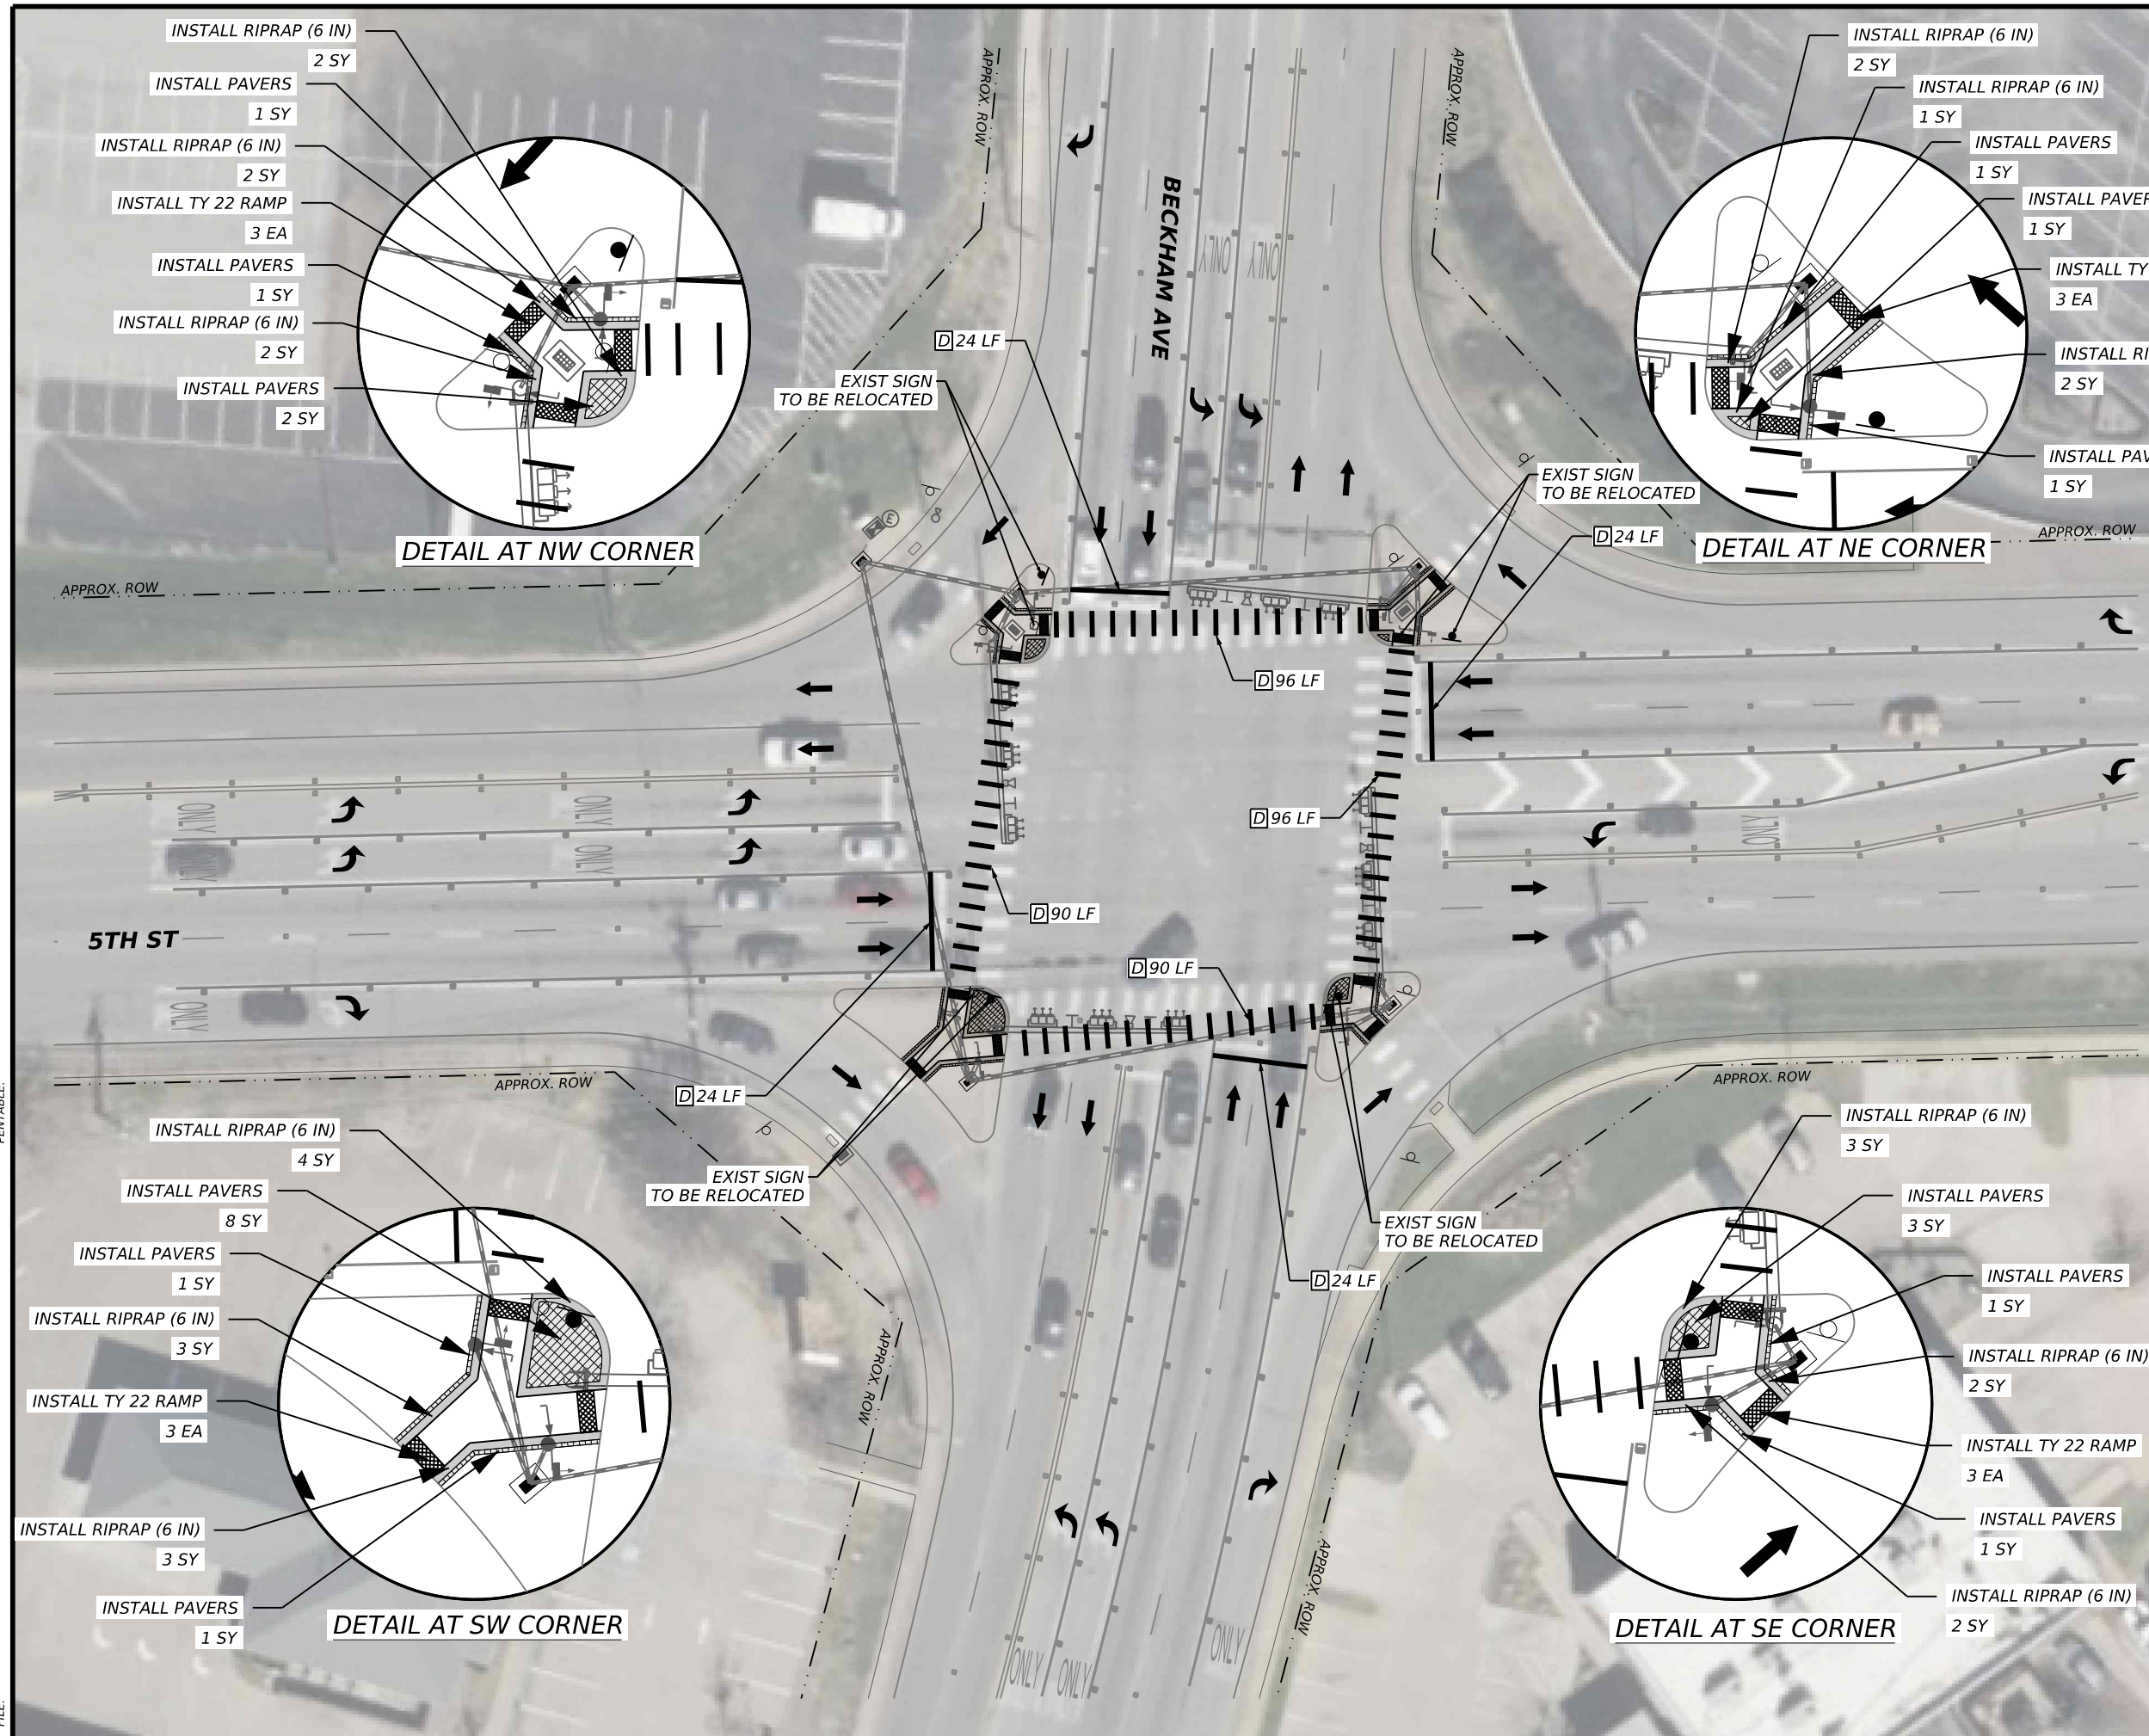 INSTALL RIPRAP (6 IN)
2 SY
INSTALL PAVERS
1 SY
INSTALL RIPRAP (6 IN)
2 SY
INSTALL TY 22 RAMP
3 EA
INSTALL PAVERS
1 SY
INSTALL RIPRAP (6 IN)
2 SY
INSTALL PAVERS
2 SY
DETAIL AT NW CORNER
APPROX. ROW
APPROX. ROW
APPROX. ROW
BECKHAM AVE
ONLY
ONLY
D 24 LF
EXIST SIGN
TO BE RELOCATED
E
INSTALL RIPRAP (6 IN)
2 SY
INSTALL RIPRAP (6 IN)
1 SY
INSTALL PAVERS
1 SY
INSTALL PAVER
1 SY
INSTALL TY
3 EA
INSTALL RI
2 SY
INSTALL PAV
1 SY
DETAIL AT NE CORNER
APPROX. ROW
EXIST SIGN
TO BE RELOCATED
D 24 LF
D 96 LF
D 96 LF
D 90 LF
D 90 LF
ONLY
ONLY
ONLY
ONLY
ONLY
ONLY
5TH ST
APPROX. ROW
D 24 LF
EXIST SIGN
TO BE RELOCATED
APPROX. ROW
EXIST SIGN
TO BE RELOCATED
D 24 LF
APPROX. ROW
APPROX. ROW
ONLY
ONLY
ONLY
INSTALL RIPRAP (6 IN)
4 SY
INSTALL PAVERS
8 SY
INSTALL PAVERS
1 SY
INSTALL RIPRAP (6 IN)
3 SY
INSTALL TY 22 RAMP
3 EA
INSTALL RIPRAP (6 IN)
3 SY
INSTALL PAVERS
1 SY
DETAIL AT SW CORNER
INSTALL RIPRAP (6 IN)
3 SY
INSTALL PAVERS
3 SY
INSTALL PAVERS
1 SY
INSTALL RIPRAP (6 IN)
2 SY
INSTALL TY 22 RAMP
3 EA
INSTALL PAVERS
1 SY
INSTALL RIPRAP (6 IN)
2 SY
DETAIL AT SE CORNER